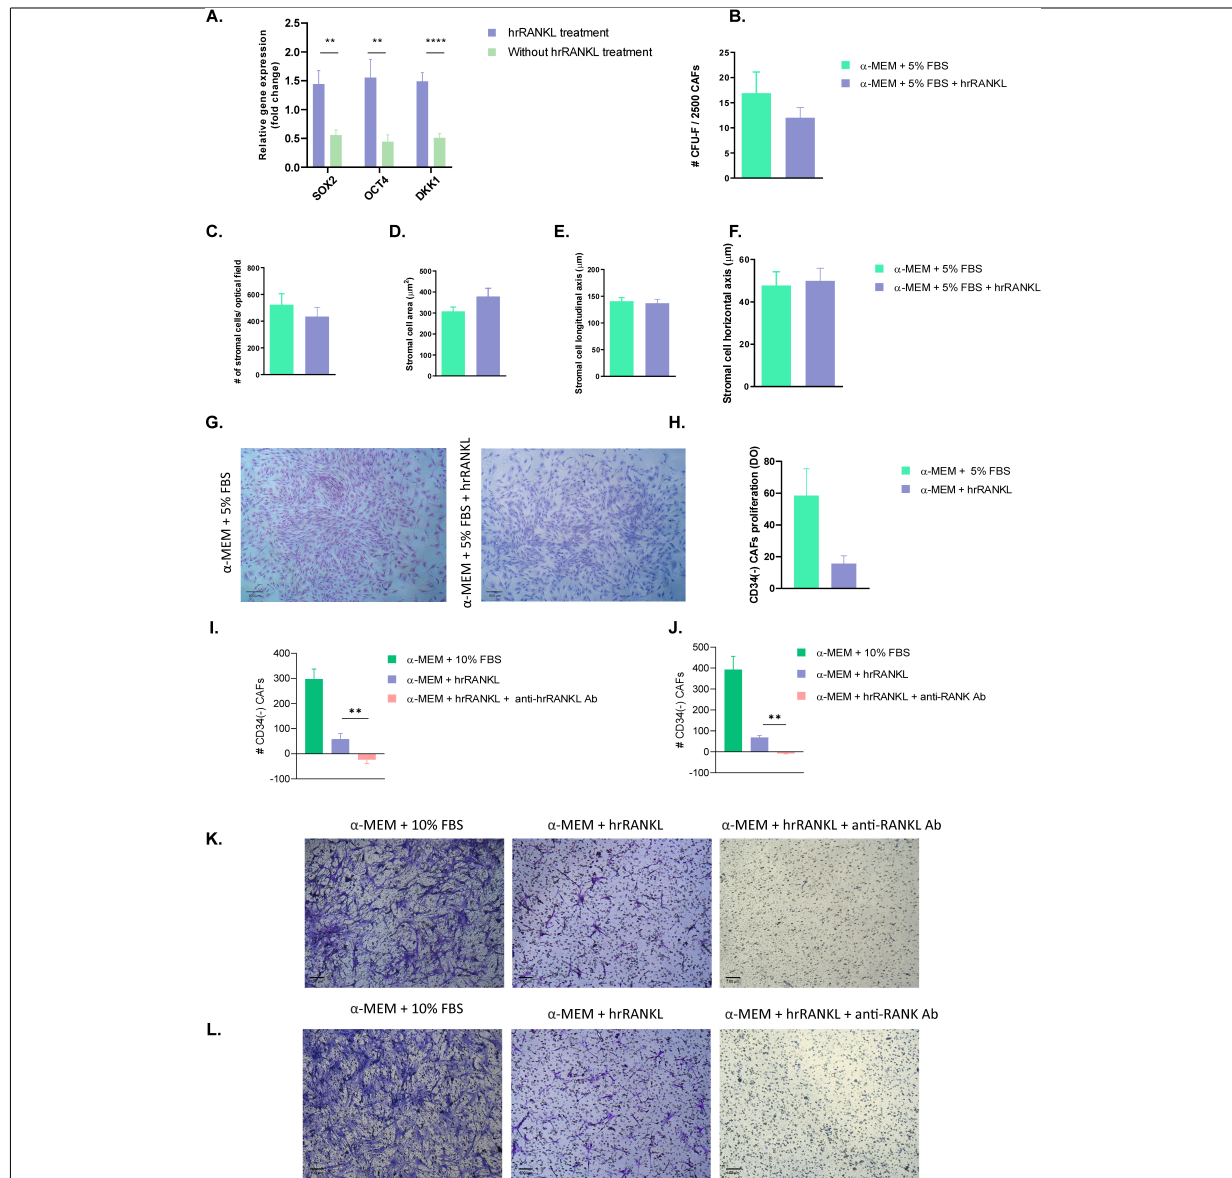 A.
Relative gene expression
(fold change)
2.5
2.0
1.5
1.0
0.5
0.0
**
**
****
SOX2
OCT4
DKK1
hrRANKL treatment
Without hrRANKL treatment
B.
# CFU-F / 2500 CAFs
25
20
15
10
5
0
α-MEM + 5% FBS
α-MEM + 5% FBS + hrRANKL
C.
# of stromal cells/ optical field
800
600
400
200
0
D.
Stromal cell area (μm²)
500
400
300
200
100
0
E.
Stromal cell longitudinal axis (μm)
200
150
100
50
0
F.
Stromal cell horizontal axis (μm)
60
40
20
0
α-MEM + 5% FBS
α-MEM + 5% FBS + hrRANKL
G.
α-MEM + 5% FBS
α-MEM + 5% FBS + hrRANKL
H.
CD34(-) CAFs proliferation (DO)
80
60
40
20
0
α-MEM + 5% FBS
α-MEM + hrRANKL
I.
# CD34(-) CAFs
400
300
200
100
0
-100
**
α-MEM + 10% FBS
α-MEM + hrRANKL
α-MEM + hrRANKL + anti-hrRANKL Ab
J.
# CD34(-) CAFs
500
400
300
200
100
0
-100
**
α-MEM + 10% FBS
α-MEM + hrRANKL
α-MEM + hrRANKL + anti-RANK Ab
K.
α-MEM + 10% FBS
α-MEM + hrRANKL
α-MEM + hrRANKL + anti-RANKL Ab
L.
α-MEM + 10% FBS
α-MEM + hrRANKL
α-MEM + hrRANKL + anti-RANK Ab